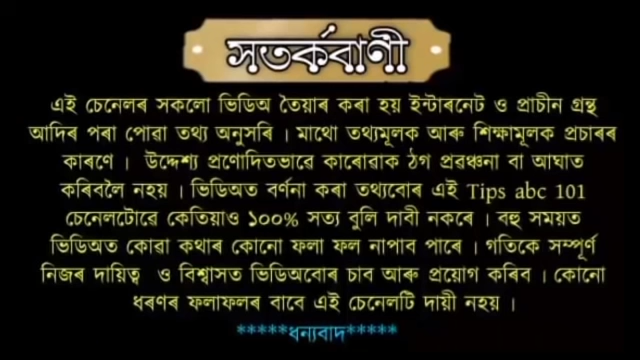 সতৰ্কবাণী
এই চেনেলৰ সকলো ভিডিঅ তৈয়াৰ কৰা হয় ইন্টাৰনেট ও প্ৰাচীন গ্ৰন্থ
আদিৰ পৰা পোৱা তথ্য অনুসৰি । মাথো তথ্যমূলক আৰু শিক্ষামূলক প্ৰচাৰৰ
কাৰণে । উদ্দেশ্য প্ৰণোদিতভাৱে কাৰোৱাক ঠগ প্ৰৱঞ্চনা বা আঘাত
কৰিবলৈ নহয় । ভিডিঅত বৰ্ণনা কৰা তথ্যবোৰ এই Tips abc 101
চেনেলটোৱে কেতিয়াও ১০০% সত্য বুলি দাবী নকৰে । বহু সময়ত
ভিডিঅত কোৱা কথাৰ কোনো ফলা ফল নাপাব পাৰে । গতিকে সম্পূৰ্ণ
নিজৰ দায়িত্ব ও বিশ্বাসত ভিডিঅবোৰ চাব আৰু প্ৰয়োগ কৰিব । কোনো
ধৰণৰ ফলাফলৰ বাবে এই চেনেলটি দায়ী নহয় ।
*****ধন্যবাদ*****